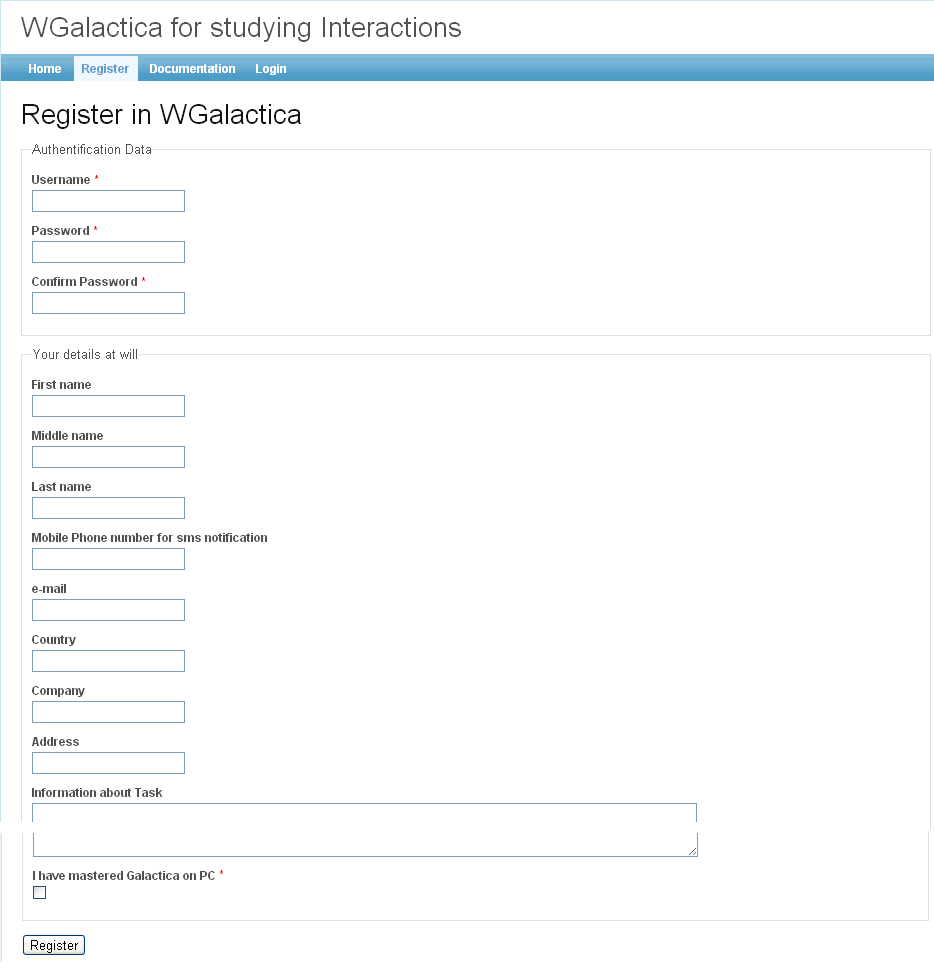 WGalactica for studying Interactions
Home Register Documentation Login
Register in WGalactica
Authentification Data
Username *
Password *
Confirm Password *
Your details at will
First name
Middle name
Last name
Mobile Phone number for sms notification
e-mail
Country
Company
Address
Information about Task
I have mastered Galactica on PC *
Register